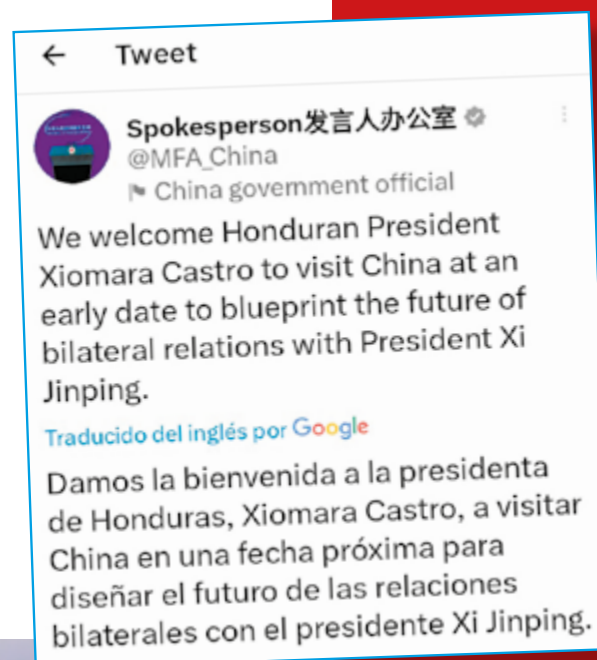 Tweet
Spokesperson发言人办公室
@MFA_China
China government official
We welcome Honduran President
Xiomara Castro to visit China at an
early date to blueprint the future of
bilateral relations with President Xi
Jinping.
Traducido del inglés por Google
Damos la bienvenida a la presidenta
de Honduras, Xiomara Castro, a visitar
China en una fecha próxima para
diseñar el futuro de las relaciones
bilaterales con el presidente Xi Jinping.